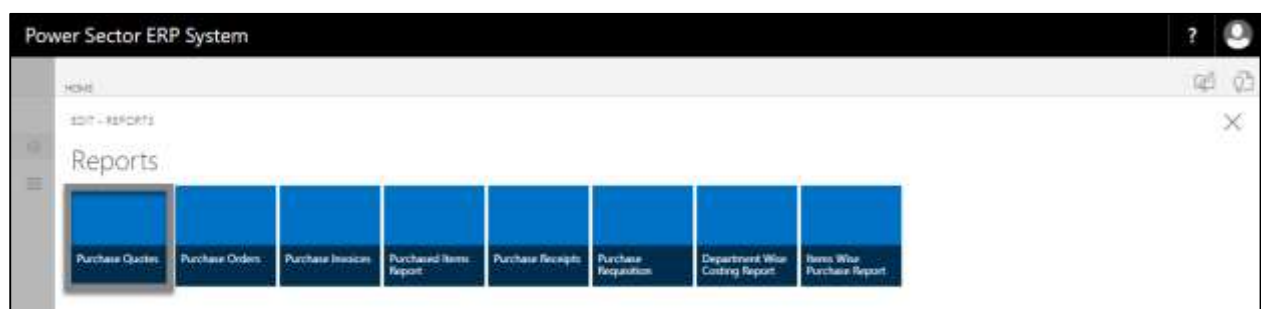 Power Sector ERP System ?
HOME
EDIT - REPORTS
Reports
Purchase Quotes Purchase Orders Purchase Invoices Purchased Items Report Purchase Receipts Purchase Requisition Department Wise Costing Report Items Wise Purchase Report